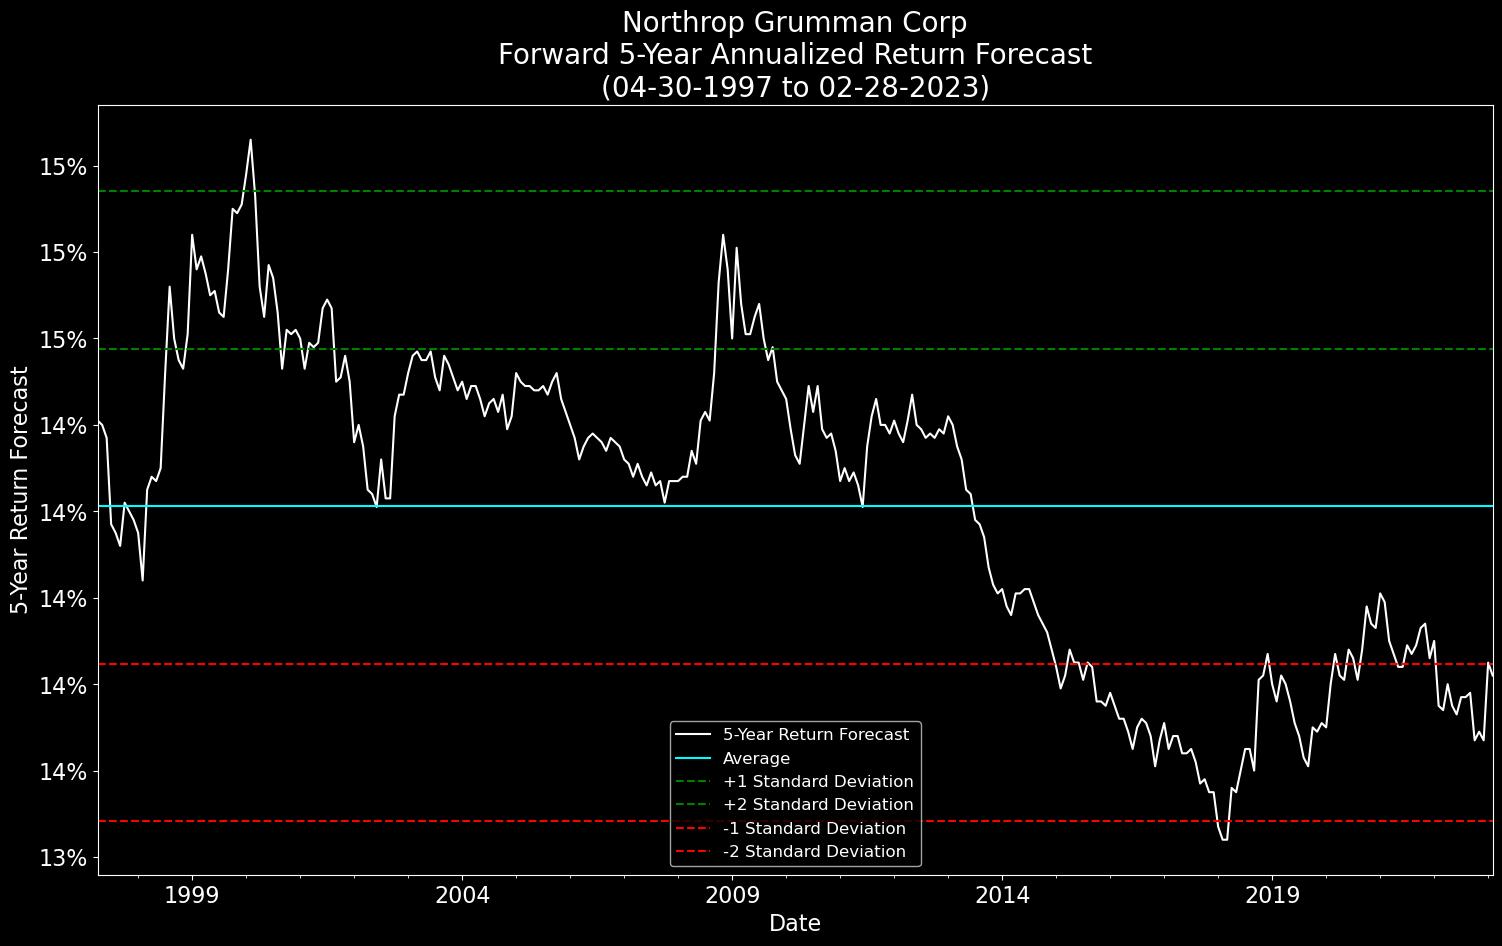 Northrop Grumman Corp
Forward 5-Year Annualized Return Forecast
(04-30-1997 to 02-28-2023)
5-Year Return Forecast
15%
15%
15%
14%
14%
14%
14%
14%
13%
5-Year Return Forecast
Average
+1 Standard Deviation
+2 Standard Deviation
-1 Standard Deviation
-2 Standard Deviation
1999 2004 2009 2014 2019
Date